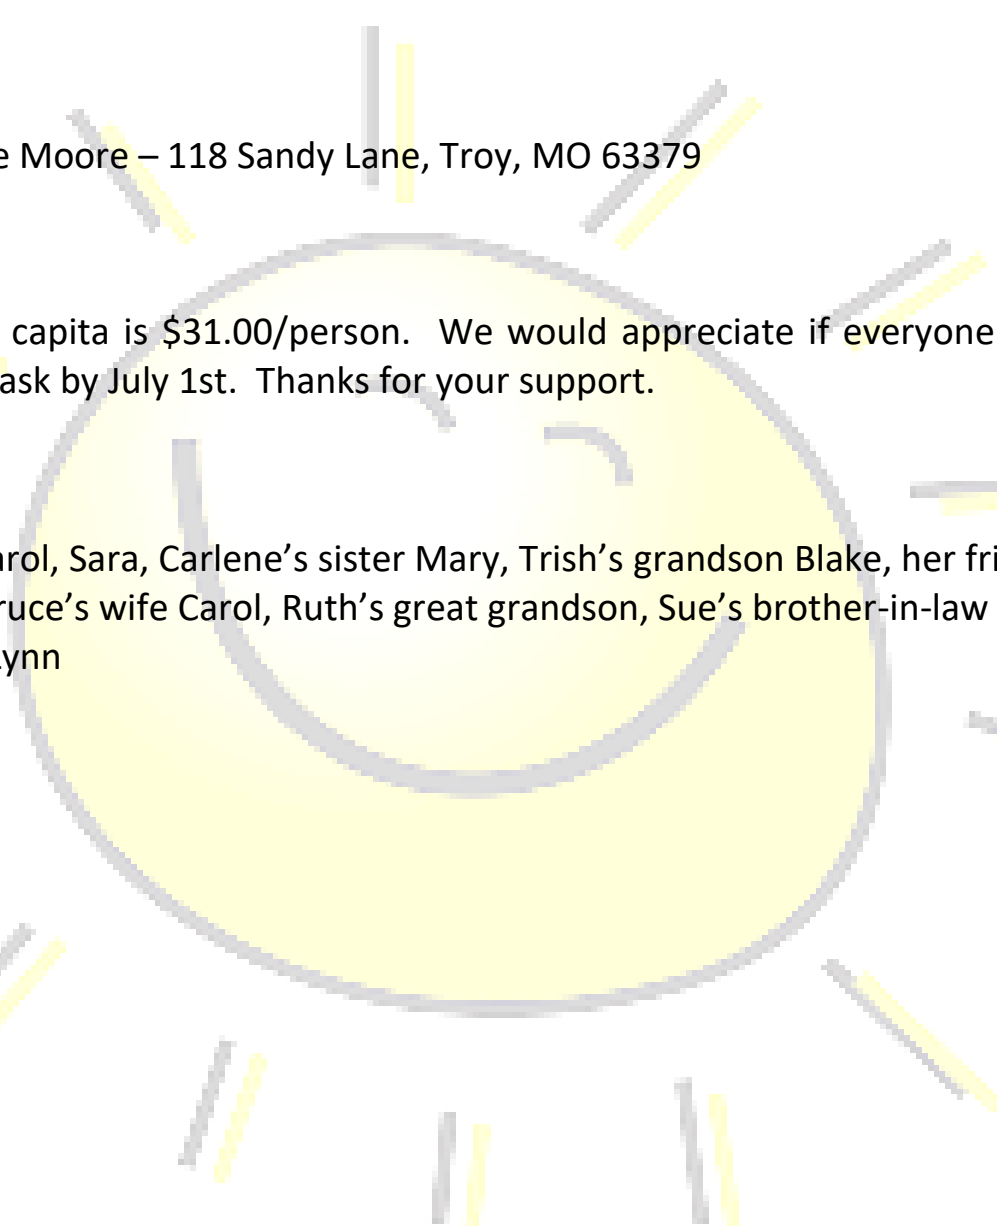 e Moore – 118 Sandy Lane, Troy, MO 63379
capita is $31.00/person. We would appreciate if everyone
ask by July 1st. Thanks for your support.
arol, Sara, Carlene's sister Mary, Trish's grandson Blake, her fri
ruce's wife Carol, Ruth's great grandson, Sue's brother-in-law
Lynn